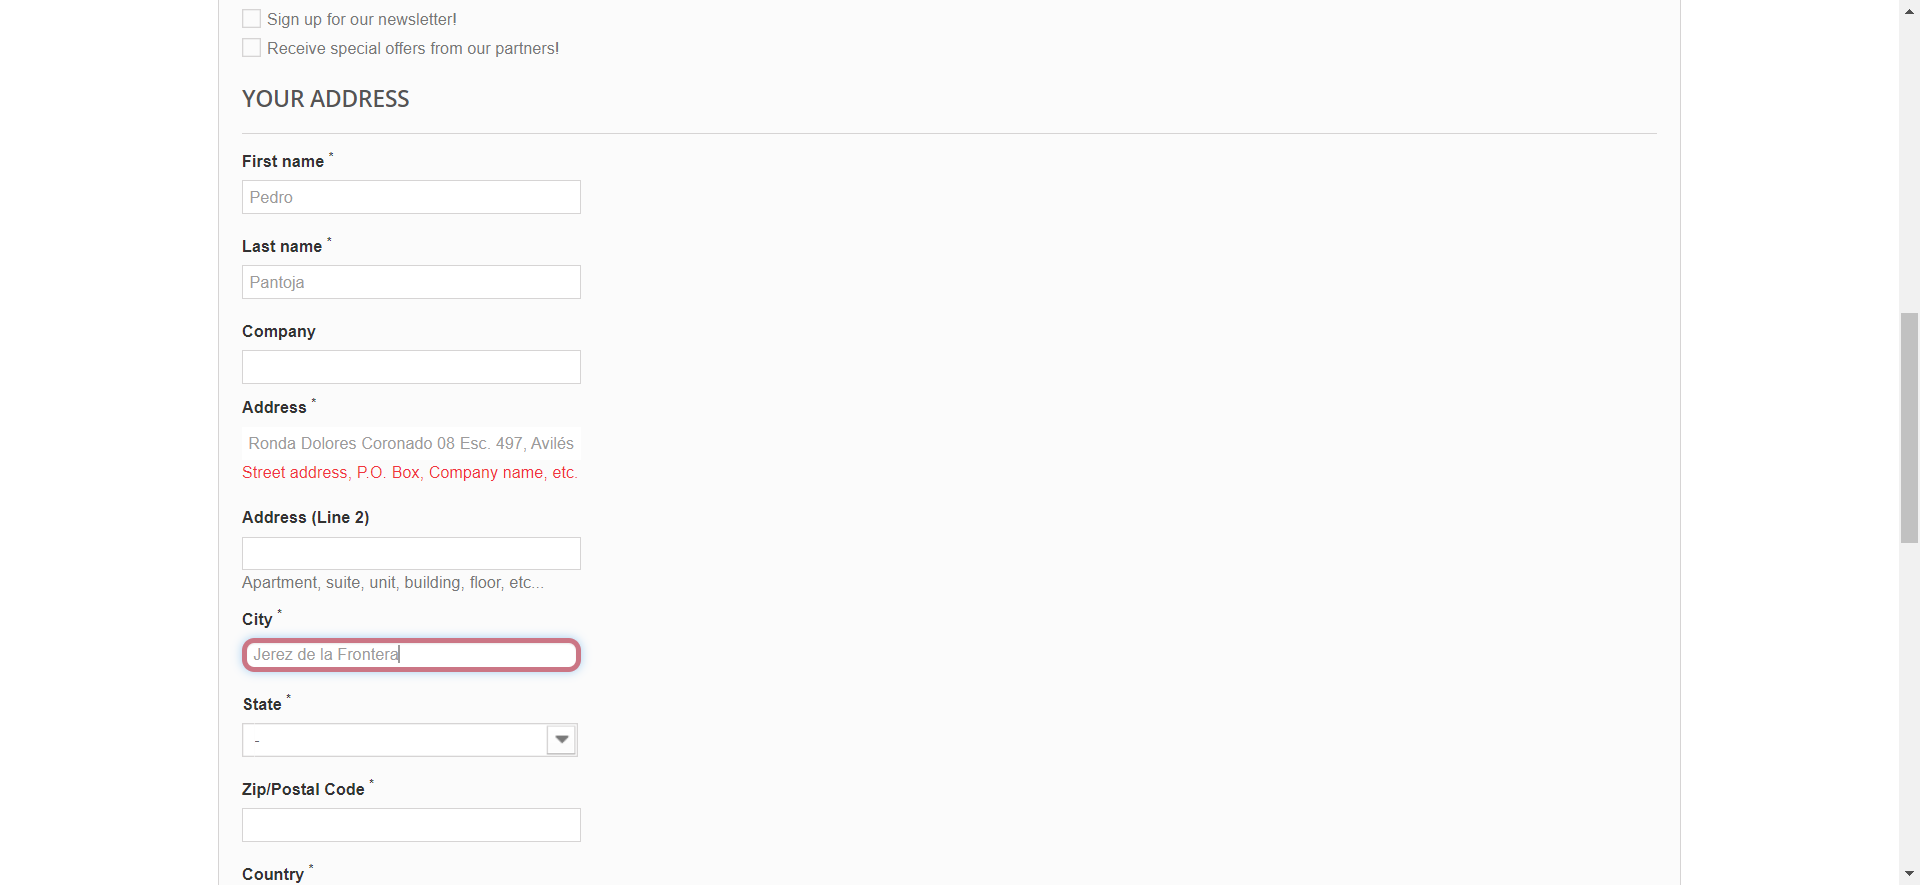 Sign up for our newsletter!
Receive special offers from our partners!
YOUR ADDRESS
First name *
Pedro
Last name *
Pantoja
Company
Address *
Ronda Dolores Coronado 08 Esc. 497, Avilés
Street address, P.O. Box, Company name, etc.
Address (Line 2)
Apartment, suite, unit, building, floor, etc...
City *
Jerez de la Frontera
State *
-
Zip/Postal Code *
Country *